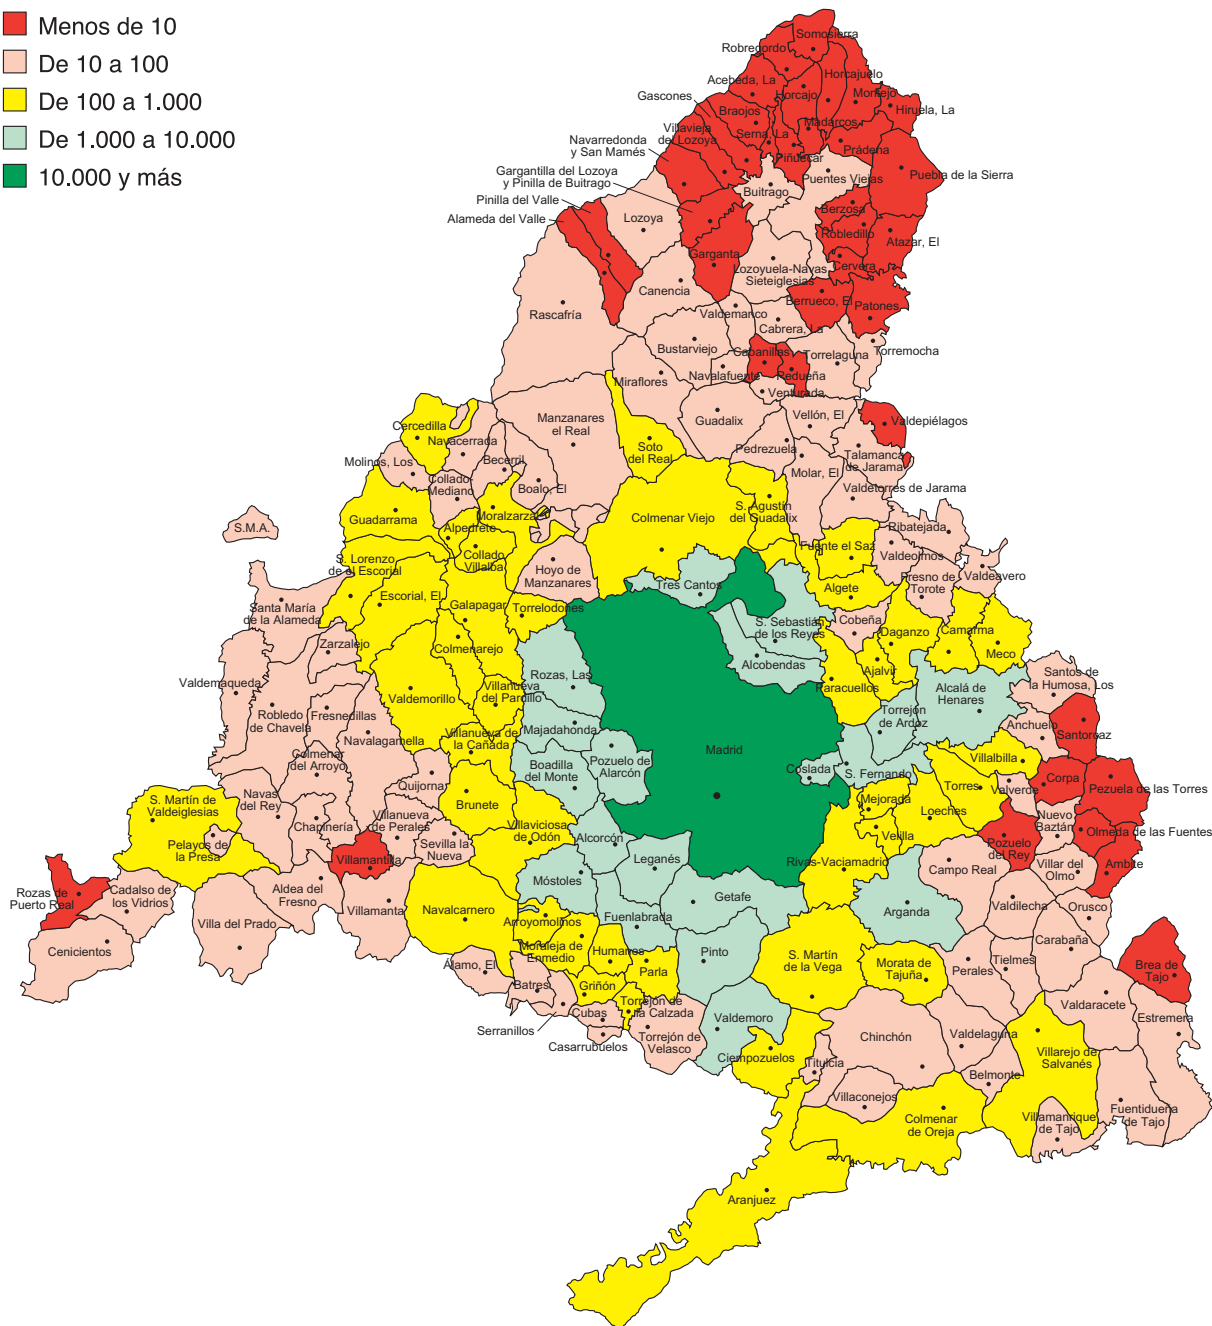 Menos de 10
De 10 a 100
De 100 a 1.000
De 1.000 a 10.000
10.000 y más
Somosierra
Robregordo
Acebeda, La
Horcajuelo
Horcajo
Montejo
Gascones
Braojos
Hiruela, La
Madarcos
Villavieja
del Lozoya
Serna, La
Navarredonda
y San Mamés
Prádena
Piñuécar
Gargantilla del Lozoya
y Pinilla de Buitrago
Puentes Viejas
Puebla de la Sierra
Buitrago
Pinilla del Valle
Berzosa
Alameda del Valle
Lozoya
Robledillo
Atazar, El
Garganta
Lozoyuela-Navas
Sieteiglesias
Cervera
Canencia
Berrueco, El
Patones
Rascafría
Valdemanco
Cabrera, La
Bustarviejo
Cabanillas
Torrelaguna
Torremocha
Navalafuente
Redueña
Miraflores
Venturada
Guadalix
Vellón, El
Valdepiélagos
Manzanares
el Real
Cercedilla
Navacerrada
Soto
del Real
Pedrezuela
Talamanca
de Jarama
Molinos, Los
Becerril
Molar, El
Collado
Mediano
Boalo, El
Valdetorres de Jarama
S. Agustín
del Guadalix
Moralzarzal
Guadarrama
Colmenar Viejo
S.M.A.
Alpedrete
Ribatejada
Fuente el Saz
Collado
Villalba
Valdeolmos
S. Lorenzo
de el Escorial
Hoyo de
Manzanares
Valdeavero
Fresno de
Torote
Tres Cantos
Algete
Escorial, El
Galapagar
Torrelodones
Santa María
de la Alameda
Cobeña
S. Sebastián
de los Reyes
Daganzo
Camarma
Zarzalejo
Colmenarejo
Meco
Alcobendas
Ajalvir
Rozas, Las
Santos de
la Humosa, Los
Valdemaqueda
Villanueva
del Pardillo
Paracuellos
Alcalá de
Henares
Valdemorillo
Robledo
de Chavela
Fresnedillas
Torrejón
de Ardoz
Anchuelo
Majadahonda
Santorcaz
Navalagamella
Villanueva de
la Cañada
Madrid
Colmenar
del Arroyo
Villalbilla
Boadilla
del Monte
Pozuelo de
Alarcón
Coslada
S. Fernando
Corpa
Quijorna
Torres
Valverde
Pezuela de las Torres
Navas
del Rey
S. Martín de
Valdeiglesias
Brunete
Mejorada
Loeches
Nuevo
Baztán
Villanueva
de Perales
Chapinería
Villaviciosa
de Odón
Velilla
Olmeda de las Fuentes
Alcorcón
Pelayos de
la Presa
Sevilla la
Nueva
Pozuelo
del Rey
Villamantilla
Leganés
Rivas-Vaciamadrid
Campo Real
Villar del
Olmo
Ambite
Móstoles
Rozas de
Puerto Real
Cadalso de
los Vidrios
Aldea del
Fresno
Getafe
Valdilecha
Villamanta
Navalcarnero
Arganda
Orusco
Villa del Prado
Arroyomolinos
Fuenlabrada
Carabaña
Cenicientos
Moraleja de
Enmedio
Humanes
Pinto
S. Martín
de la Vega
Morata de
Tajuña
Tielmes
Álamo, El
Parla
Perales
Brea de
Tajo
Batres
Griñón
Torrejón de
la Calzada
Valdaracete
Cubas
Estremera
Serranillos
Valdemoro
Casarrubuelos
Torrejón de
Velasco
Chinchón
Valdelaguna
Ciempozuelos
Villarejo de
Salvanés
Titulcia
Belmonte
Villaconejos
Colmenar
de Oreja
Villamanrique
de Tajo
Fuentidueña
de Tajo
Aranjuez